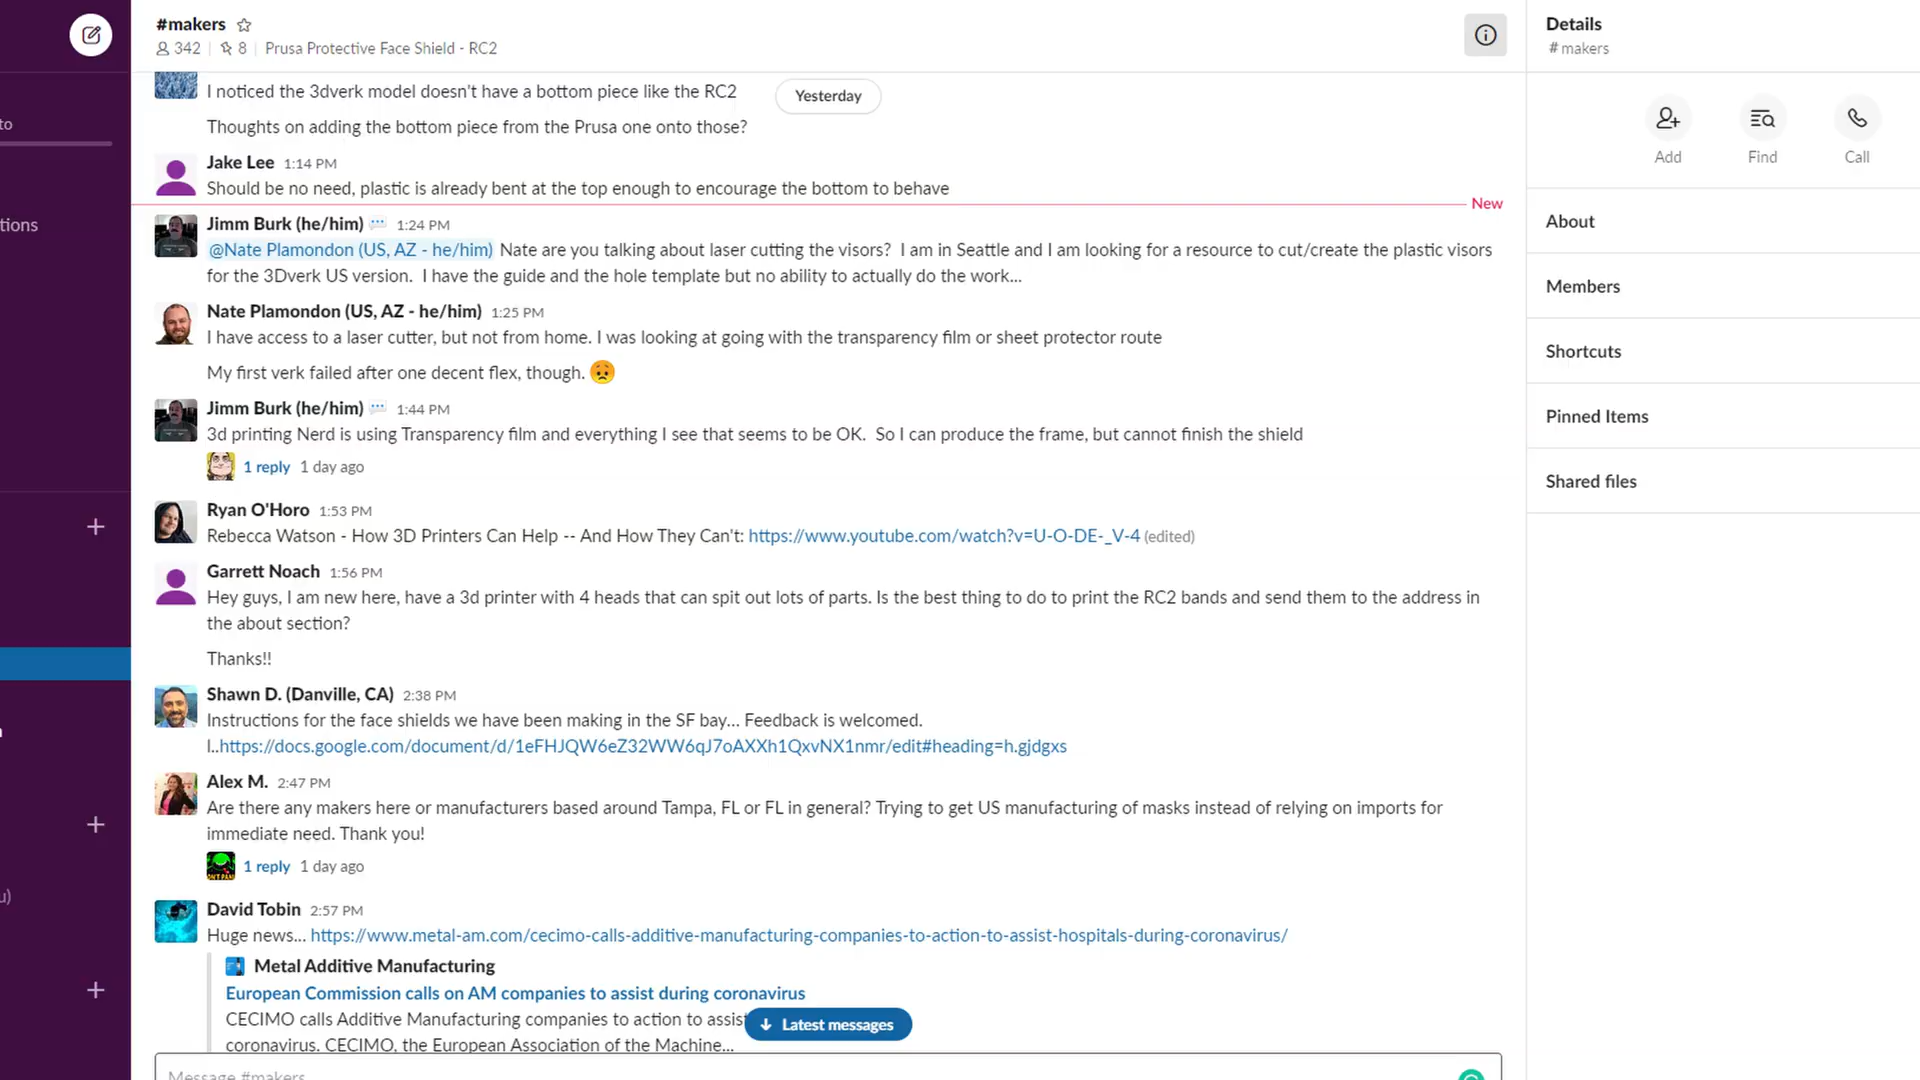 #makers
342 | 8 | Prusa Protective Face Shield - RC2
Details
# makers
to
tions
u)
Yesterday
I noticed the 3dverk model doesn't have a bottom piece like the RC2
Thoughts on adding the bottom piece from the Prusa one onto those?
Jake Lee 1:14 PM
Should be no need, plastic is already bent at the top enough to encourage the bottom to behave
New
Jimm Burk (he/him) 1:24 PM
@Nate Plamondon (US, AZ - he/him) Nate are you talking about laser cutting the visors? I am in Seattle and I am looking for a resource to cut/create the plastic visors
for the 3Dverk US version. I have the guide and the hole template but no ability to actually do the work...
Nate Plamondon (US, AZ - he/him) 1:25 PM
I have access to a laser cutter, but not from home. I was looking at going with the transparency film or sheet protector route
My first verk failed after one decent flex, though.
Jimm Burk (he/him) 1:44 PM
3d printing Nerd is using Transparency film and everything I see that seems to be OK. So I can produce the frame, but cannot finish the shield
1 reply 1 day ago
Ryan O'Horo 1:53 PM
Rebecca Watson - How 3D Printers Can Help -- And How They Can't: https://www.youtube.com/watch?v=U-O-DE-_V-4 (edited)
Garrett Noach 1:56 PM
Hey guys, I am new here, have a 3d printer with 4 heads that can spit out lots of parts. Is the best thing to do to print the RC2 bands and send them to the address in
the about section?
Thanks!!
Shawn D. (Danville, CA) 2:38 PM
Instructions for the face shields we have been making in the SF bay... Feedback is welcomed.
l..https://docs.google.com/document/d/1eFHJQW6eZ32WW6qJ7oAXXh1QxvNX1nmr/edit#heading=h.gjdgxs
Alex M. 2:47 PM
Are there any makers here or manufacturers based around Tampa, FL or FL in general? Trying to get US manufacturing of masks instead of relying on imports for
immediate need. Thank you!
1 reply 1 day ago
David Tobin 2:57 PM
Huge news... https://www.metal-am.com/cecimo-calls-additive-manufacturing-companies-to-action-to-assist-hospitals-during-coronavirus/
Metal Additive Manufacturing
European Commission calls on AM companies to assist during coronavirus
CECIMO calls Additive Manufacturing companies to action to assist
coronavirus. CECIMO, the European Association of the Machine...
Latest messages
Message #makers
Add
Find
Call
About
Members
Shortcuts
Pinned Items
Shared files